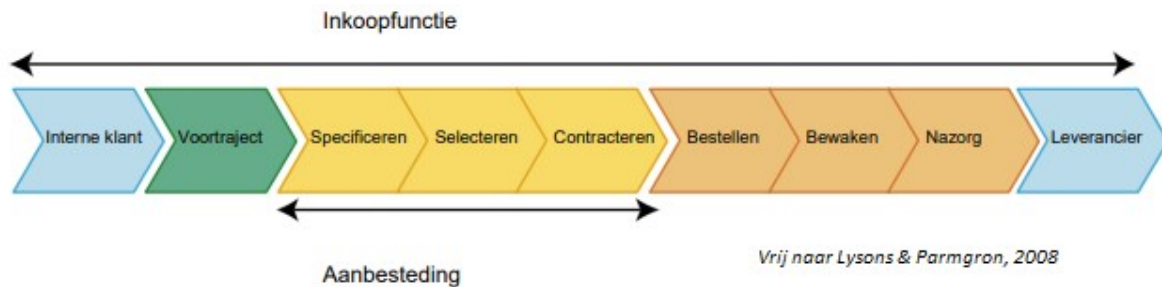 Inkoopfunctie
Interne klant
Voortraject
Specificeren
Selecteren
Contracteren
Bestellen
Bewaken
Nazorg
Leverancier
Aanbesteding
Vrij naar Lysons & Parmgron, 2008